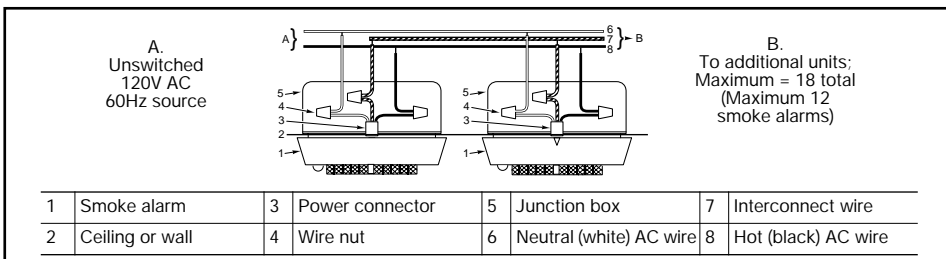 A.
Unswitched
120V AC
60Hz source
A
6
7
8
B
5
4
3
2
1
5
4
3
1
B.
To additional units;
Maximum = 18 total
(Maximum 12
smoke alarms)
1 Smoke alarm 3 Power connector 5 Junction box 7 Interconnect wire
2 Ceiling or wall 4 Wire nut 6 Neutral (white) AC wire 8 Hot (black) AC wire